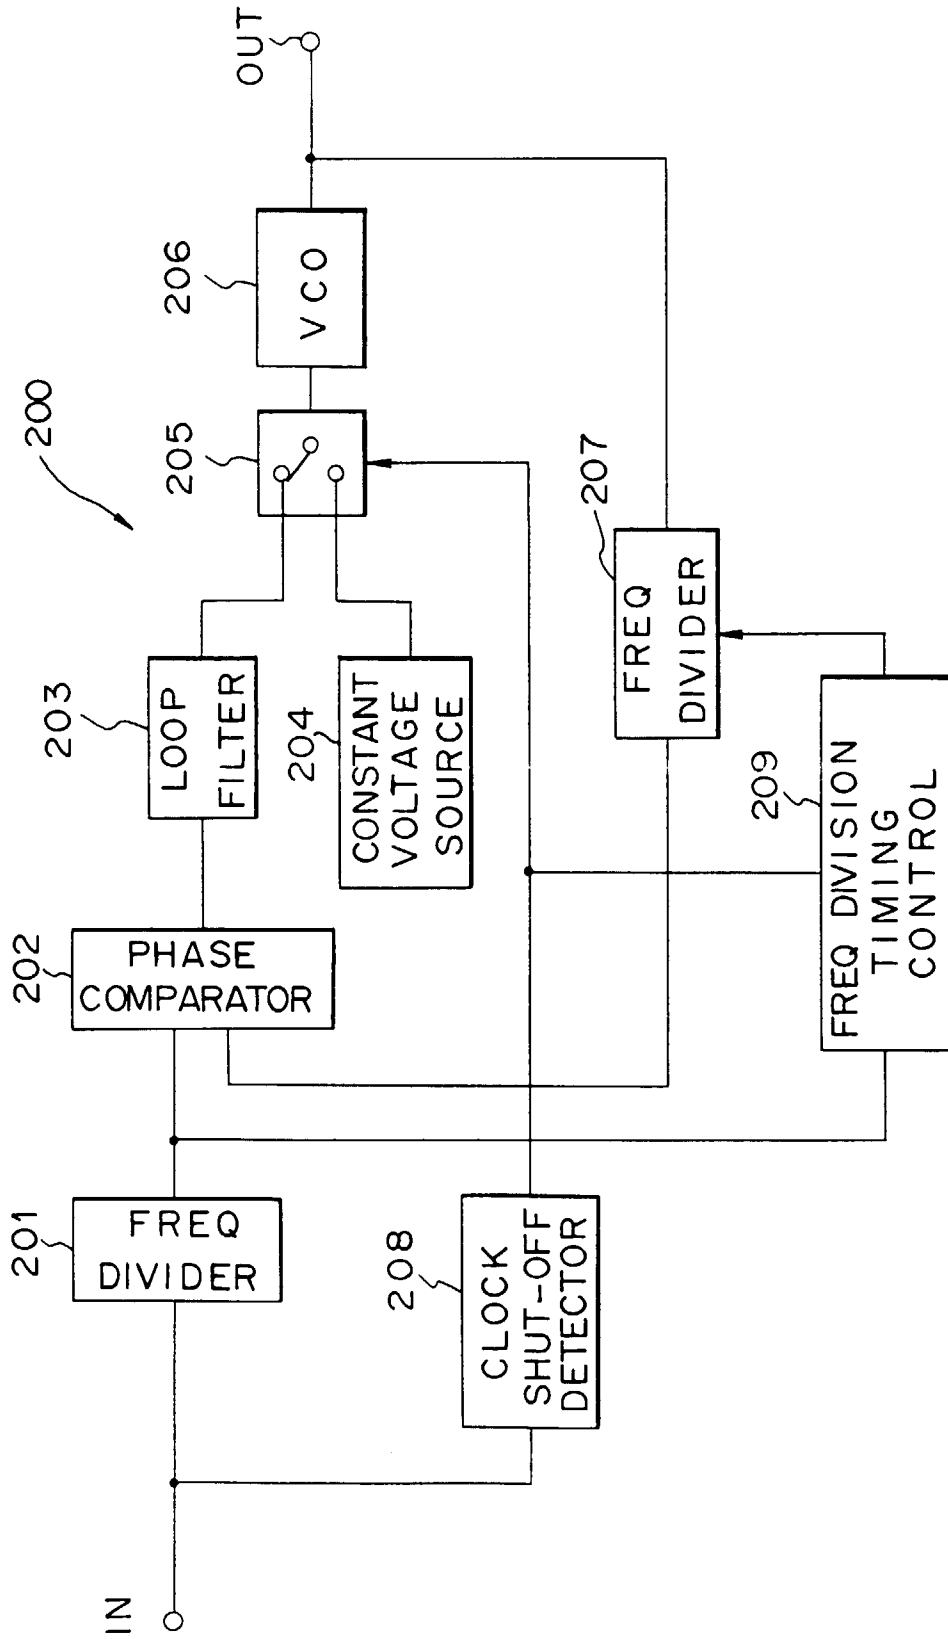 200
IN
201
FREQ
DIVIDER
202
PHASE
COMPARATOR
203
LOOP
FILTER
204
CONSTANT
VOLTAGE
SOURCE
205
206
VCO
OUT
207
FREQ
DIVIDER
208
CLOCK
SHUT-OFF
DETECTOR
209
FREQ DIVISION
TIMING
CONTROL